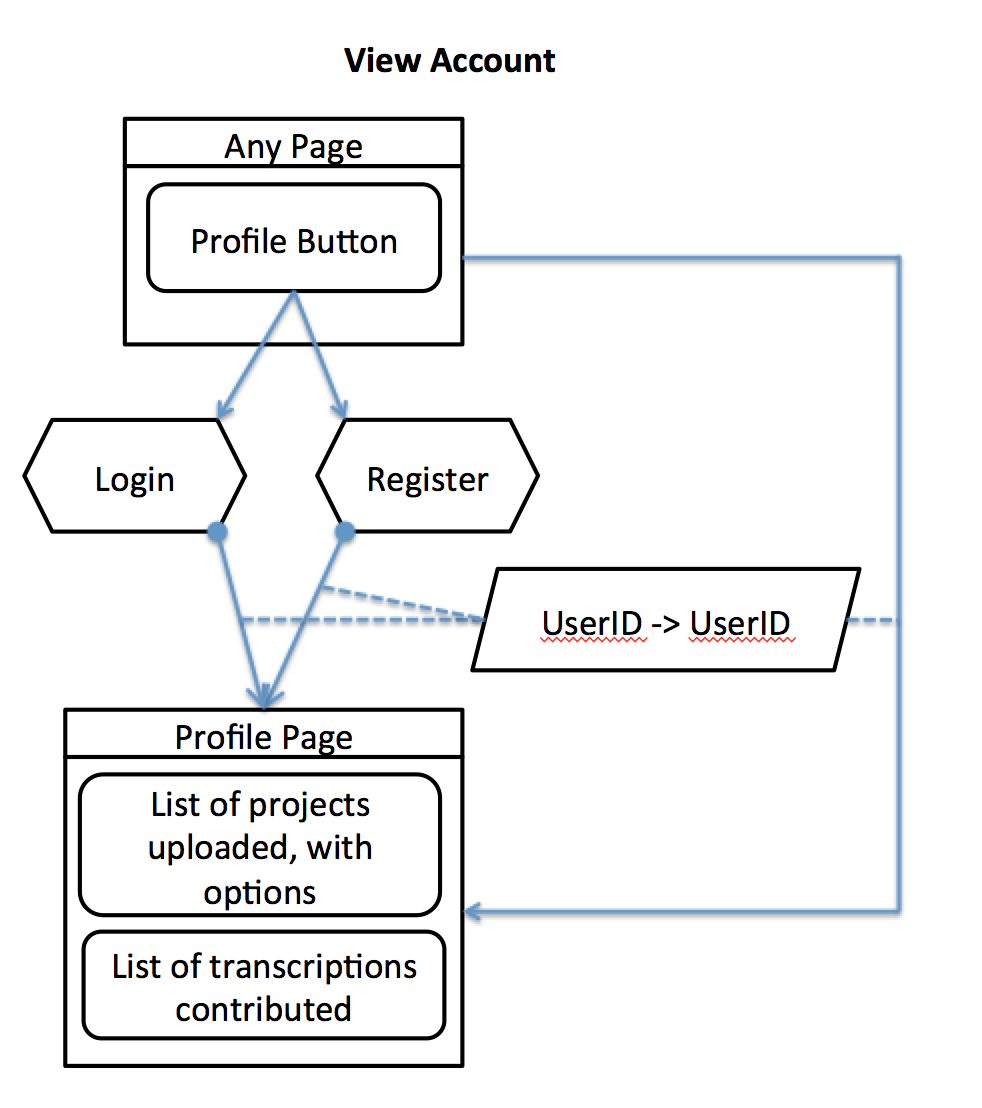 View Account
Any Page
Profile Button
Login
Register
UserID -> UserID
Profile Page
List of projects
uploaded, with
options
List of transcriptions
contributed